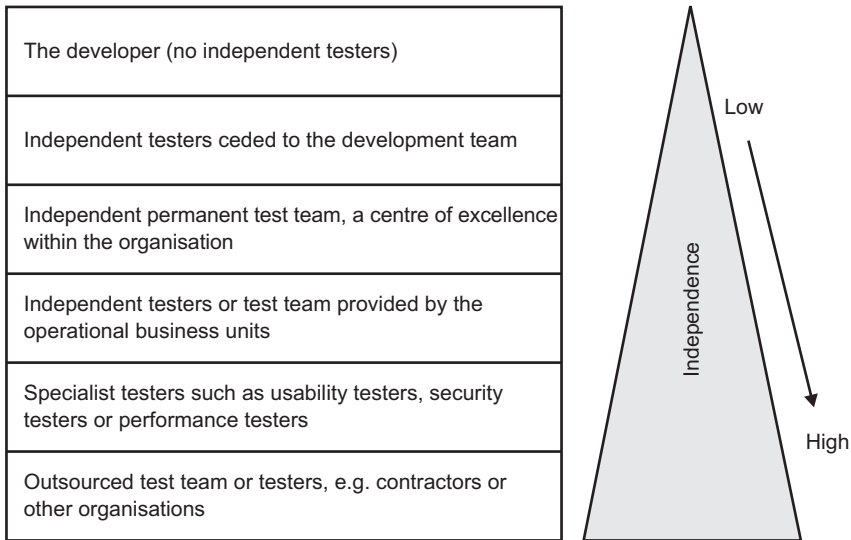 The developer (no independent testers)
Independent testers ceded to the development team
Independent permanent test team, a centre of excellence
within the organisation
Independent testers or test team provided by the
operational business units
Specialist testers such as usability testers, security
testers or performance testers
Outsourced test team or testers, e.g. contractors or
other organisations
Low
Independence
High